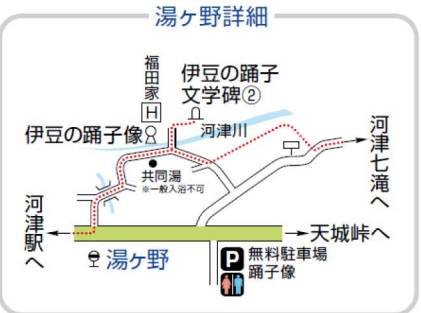 湯ヶ野詳細
福田家
H
伊豆の踊子
文学碑②
伊豆の踊子像
河津川
共同湯
※一般入浴不可
河津七滝へ
河津駅へ
湯ヶ野
天城峠へ
P
無料駐車場
踊子像